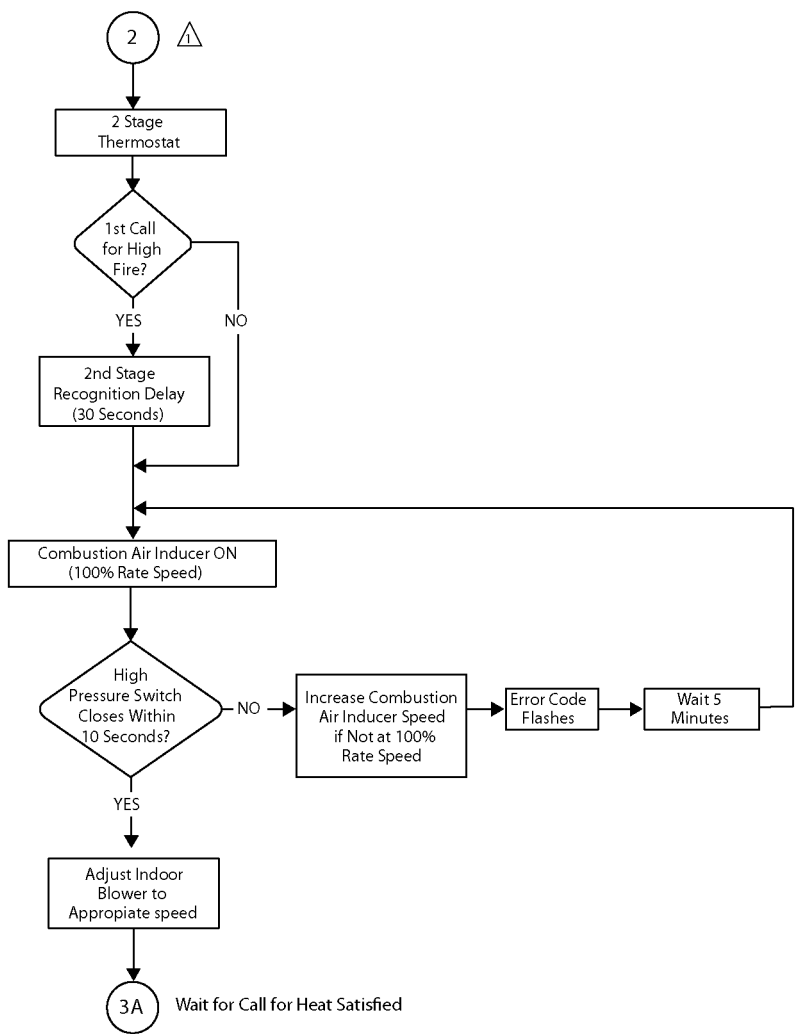 2
1
2 Stage
Thermostat
1st Call
for High
Fire?
YES
NO
2nd Stage
Recognition Delay
(30 Seconds)
Combustion Air Inducer ON
(100% Rate Speed)
High
Pressure Switch
Closes Within
10 Seconds?
NO
Increase Combustion
Air Inducer Speed
if Not at 100%
Rate Speed
Error Code
Flashes
Wait 5
Minutes
YES
Adjust Indoor
Blower to
Appropiate speed
3A
Wait for Call for Heat Satisfied